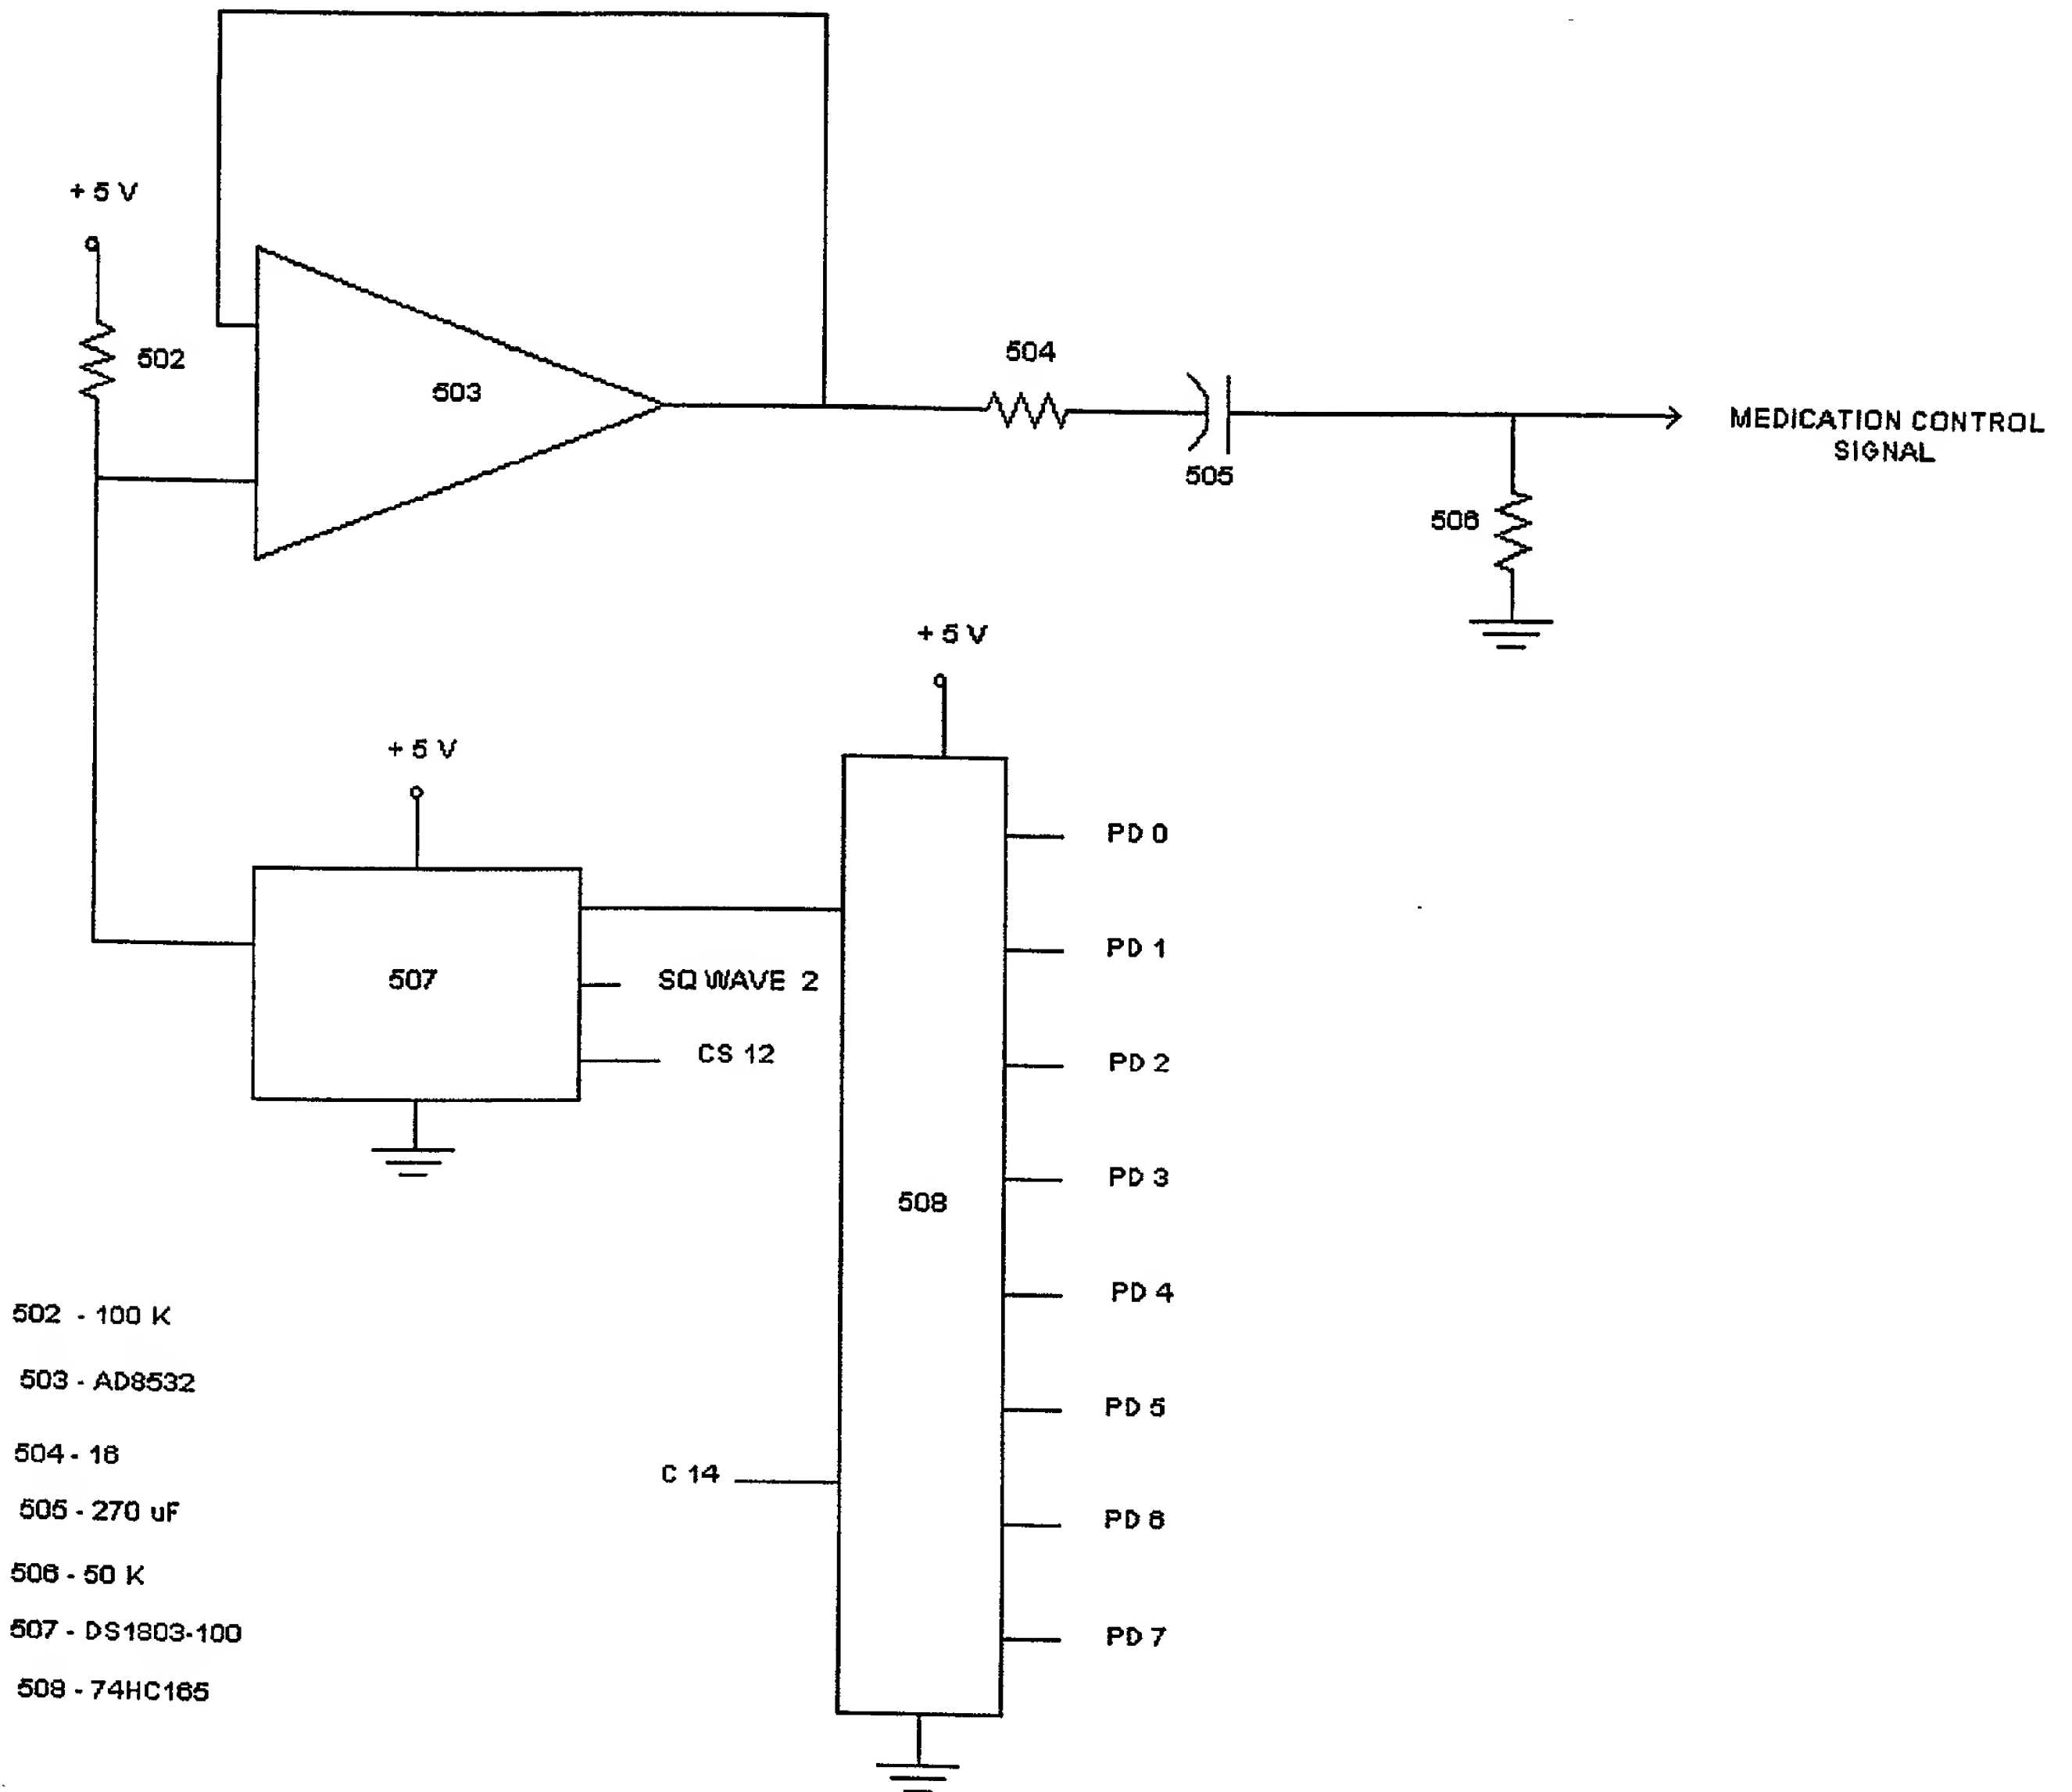 + 5 V
502
503
504
505
MEDICATION CONTROL
SIGNAL
506
+ 5 V
+ 5 V
507
SQ WAVE 2
CS 12
508
C 14
PD 0
PD 1
PD 2
PD 3
PD 4
PD 5
PD 6
PD 7
502 - 100 K
503 - AD8532
504 - 16
505 - 270 uF
506 - 50 K
507 - DS1803-100
508 - 74HC165